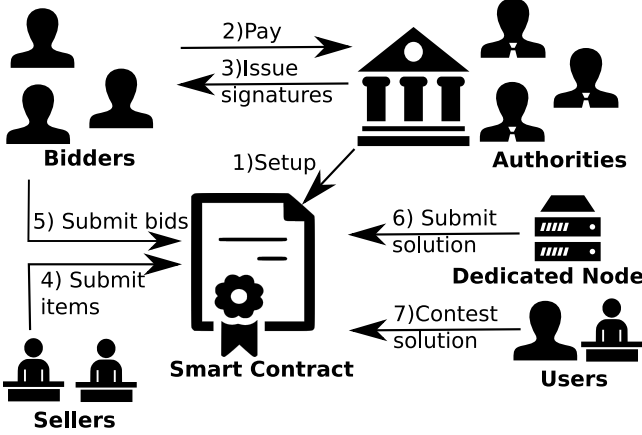 2)Pay
3)Issue
signatures
Bidders
Authorities
1)Setup
5) Submit bids
6) Submit
solution
4) Submit
items
Dedicated Node
7)Contest
solution
Smart Contract
Users
Sellers